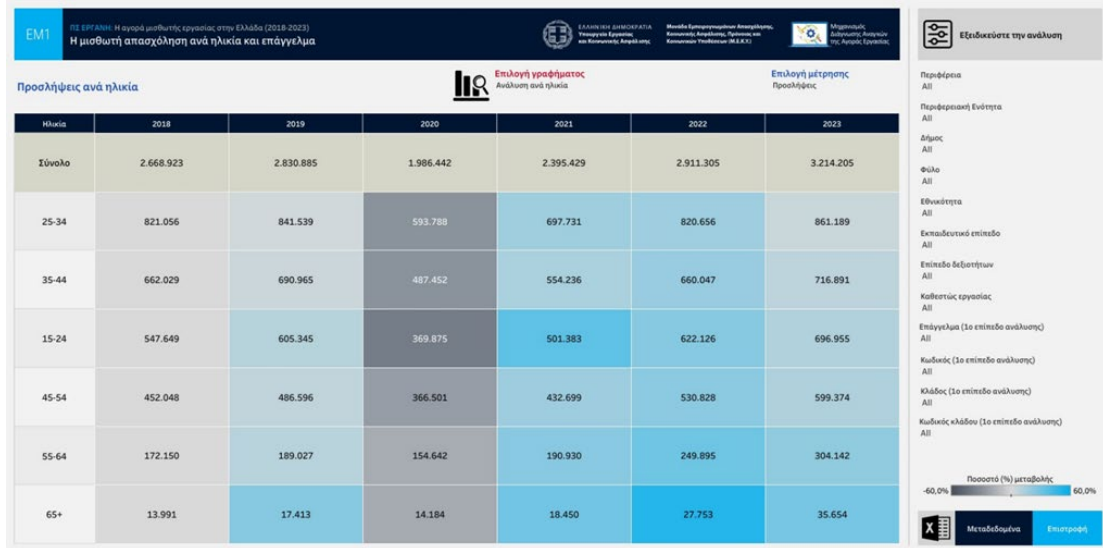 ΕΜ1
ΠΣ ΕΡΓΑΝΗ: Η αγορά μισθωτής εργασίας στην Ελλάδα (2018-2023)
Η μισθωτή απασχόληση ανά ηλικία και επάγγελμα
ΕΛΛΗΝΙΚΗ ΔΗΜΟΚΡΑΤΙΑ
Υπουργείο Εργασίας
και Κοινωνικής Ασφάλισης
Μονάδα Εμπειρογνωμόνων Απασχόλησης,
Κοινωνικής Ασφάλισης, Πρόνοιας και
Κοινωνικών Υποθέσεων (Μ.Ε.Κ.Υ.)
Μηχανισμός
Διάγνωσης Αναγκών
της Αγοράς Εργασίας
Προσλήψεις ανά ηλικία
Επιλογή γραφήματος
Ανάλυση ανά ηλικία
Επιλογή μέτρησης
Προσλήψεις
Ηλικία 2018 2019 2020 2021 2022 2023
Σύνολο 2.668.923 2.830.885 1.986.442 2.395.429 2.911.305 3.214.205
25-34 821.056 841.539 593.788 697.731 820.656 861.189
35-44 662.029 690.965 487.452 554.236 660.047 716.891
15-24 547.649 605.345 369.875 501.383 622.126 696.955
45-54 452.048 486.596 366.501 432.699 530.828 599.374
55-64 172.150 189.027 154.642 190.930 249.895 304.142
65+ 13.991 17.413 14.184 18.450 27.753 35.654
Εξειδικεύστε την ανάλυση
Περιφέρεια
All
Περιφερειακή Ενότητα
All
Δήμος
All
Φύλο
All
Εθνικότητα
All
Εκπαιδευτικό επίπεδο
All
Επίπεδο δεξιοτήτων
All
Καθεστώς εργασίας
All
Επάγγελμα (1ο επίπεδο ανάλυσης)
All
Κωδικός (1ο επίπεδο ανάλυσης)
All
Κλάδος (1ο επίπεδο ανάλυσης)
All
Κωδικός κλάδου (1ο επίπεδο ανάλυσης)
All
Ποσοστό (%) μεταβολής
-60,0% 60,0%
X
Μεταδεδομένα
Επιστροφή